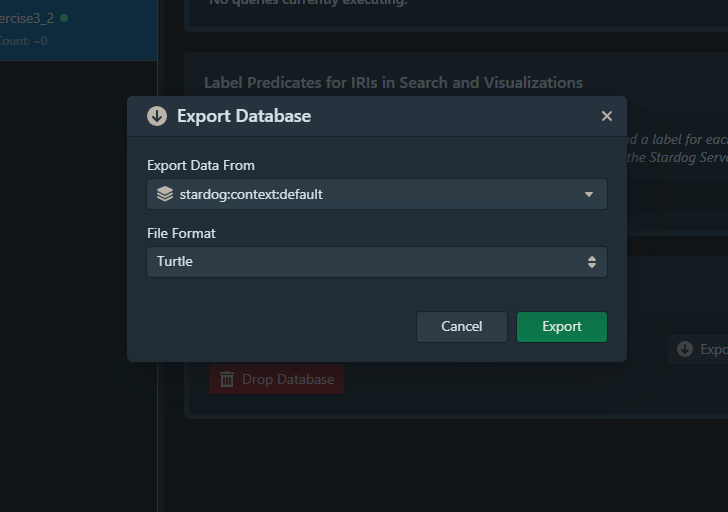 No queries currently executing.
ercise3_2
Count: ~0
Label Predicates for IRIs in Search and Visualizations
Export Database
nd a label for eac
the Stardog Serv
Export Data From
stardog:context:default
File Format
Turtle
Cancel
Export
Expo
Drop Database